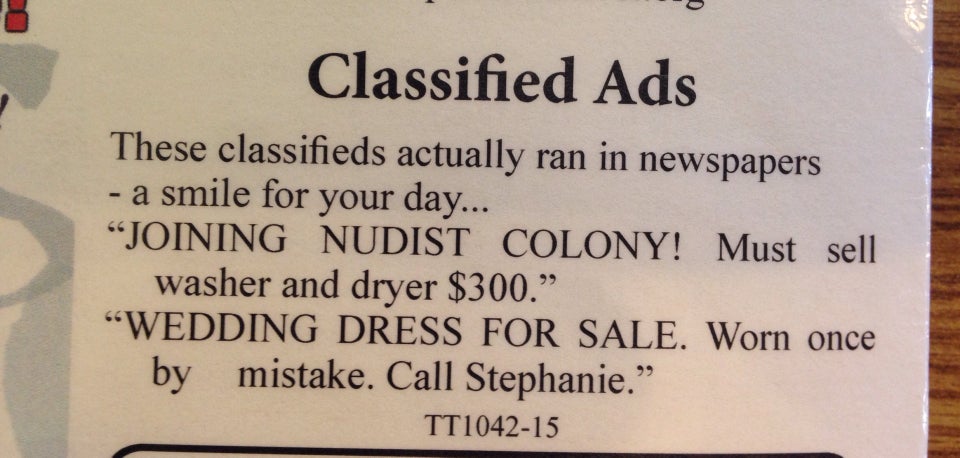 Classified Ads
These classifieds actually ran in newspapers
- a smile for your day...
“JOINING NUDIST COLONY! Must sell
washer and dryer $300.”
“WEDDING DRESS FOR SALE. Worn once
by mistake. Call Stephanie.”
TT1042-15